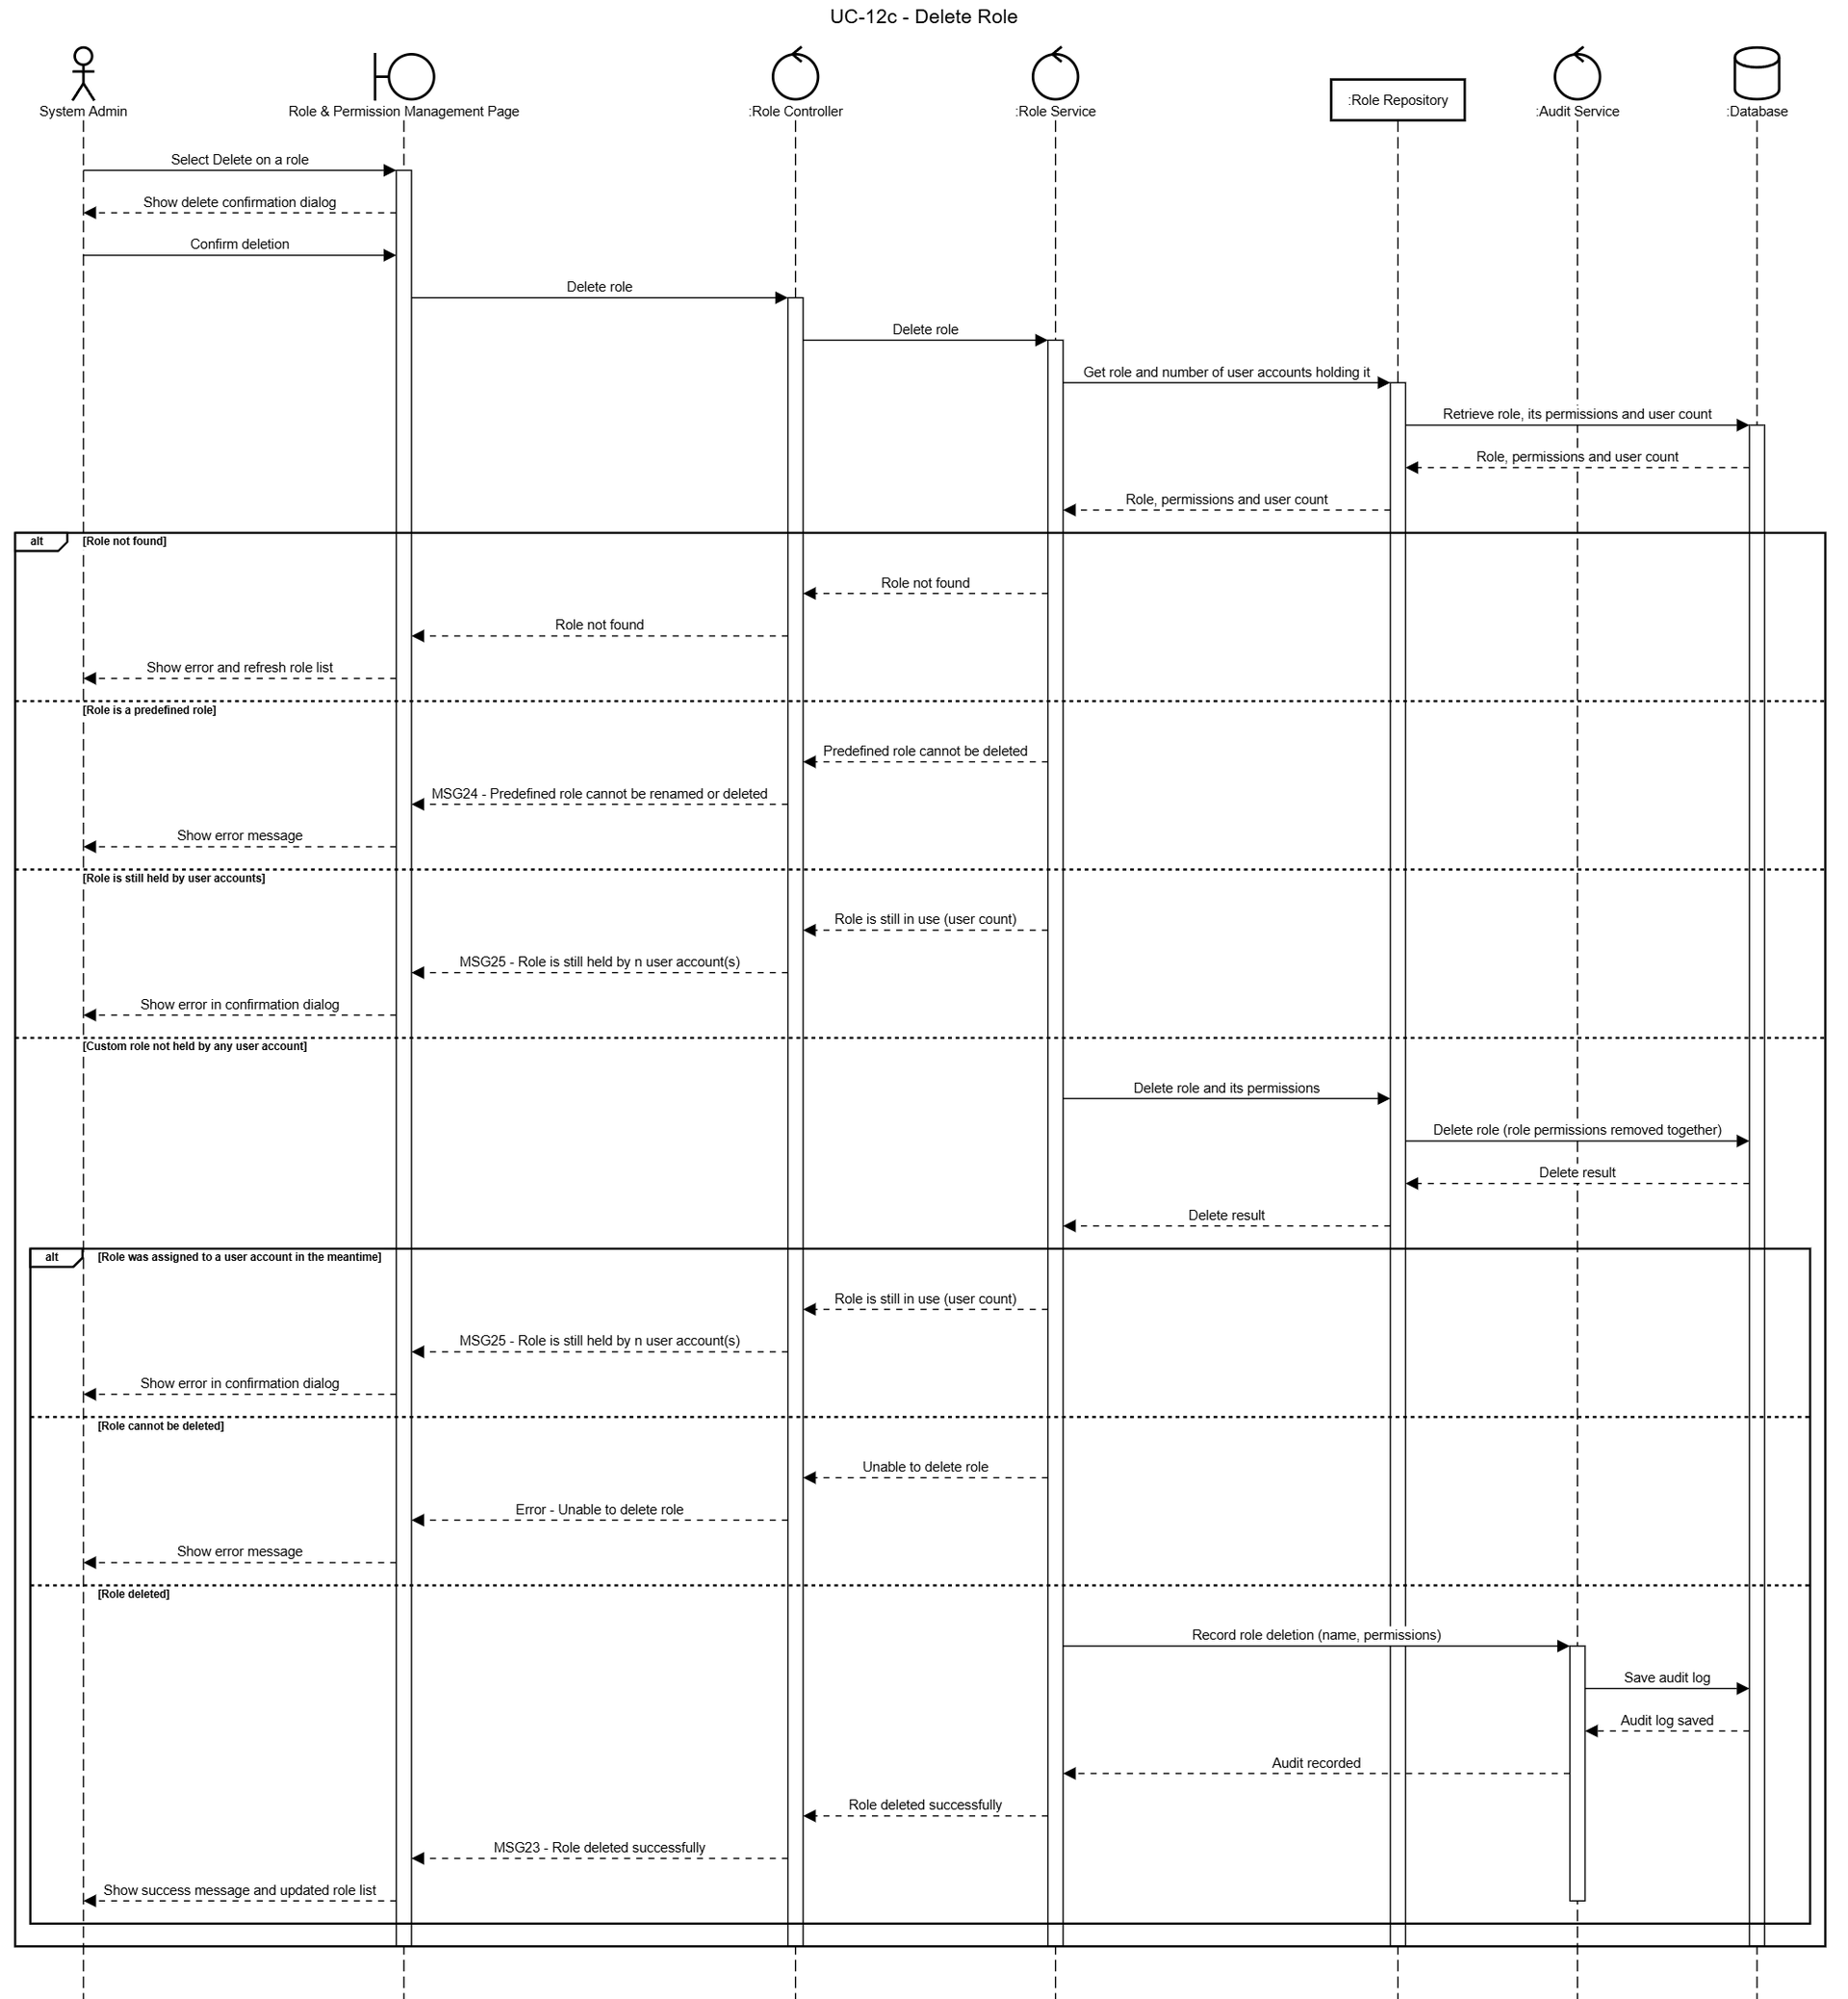 UC-12c - Delete Role
System Admin
Role & Permission Management Page
:Role Controller
:Role Service
:Role Repository
:Audit Service
:Database
Select Delete on a role
Show delete confirmation dialog
Confirm deletion
Delete role
Delete role
Get role and number of user accounts holding it
Retrieve role, its permissions and user count
Role, permissions and user count
Role, permissions and user count
alt
[Role not found]
Role not found
Role not found
Show error and refresh role list
[Role is a predefined role]
Predefined role cannot be deleted
MSG24 - Predefined role cannot be renamed or deleted
Show error message
[Role is still held by user accounts]
Role is still in use (user count)
MSG25 - Role is still held by n user account(s)
Show error in confirmation dialog
[Custom role not held by any user account]
Delete role and its permissions
Delete role (role permissions removed together)
Delete result
Delete result
alt
[Role was assigned to a user account in the meantime]
Role is still in use (user count)
MSG25 - Role is still held by n user account(s)
Show error in confirmation dialog
[Role cannot be deleted]
Unable to delete role
Error - Unable to delete role
Show error message
[Role deleted]
Record role deletion (name, permissions)
Save audit log
Audit log saved
Audit recorded
Role deleted successfully
MSG23 - Role deleted successfully
Show success message and updated role list